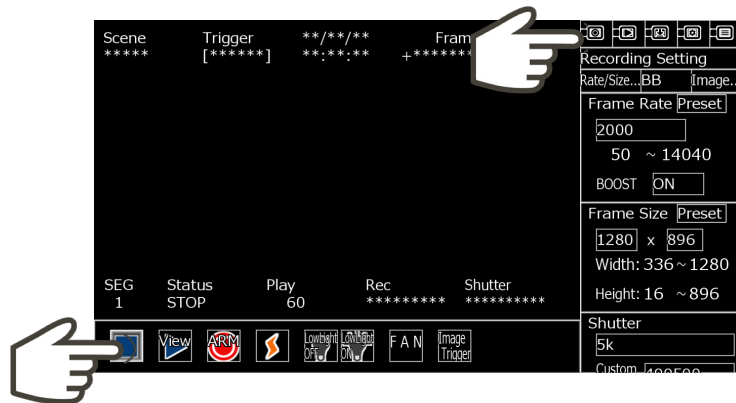 Scene Trigger **/**/** Fram
***** [******] **:**:** +*******
Recording Setting
Rate/Size... BB Image..
Frame Rate Preset
2000
50 ~ 14040
BOOST ON
Frame Size Preset
1280 x 896
Width: 336 ~ 1280
Height: 16 ~ 896
SEG Status Play Rec Shutter
1 STOP 60 ********* **********
Shutter
5k
Custom
View ARM LowLight OFF LowLight ON FAN Image Trigger